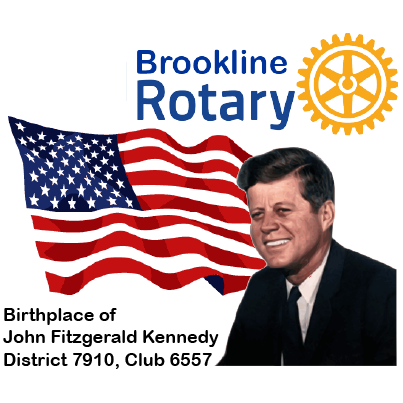 Brookline
Rotary
Birthplace of
John Fitzgerald Kennedy
District 7910, Club 6557